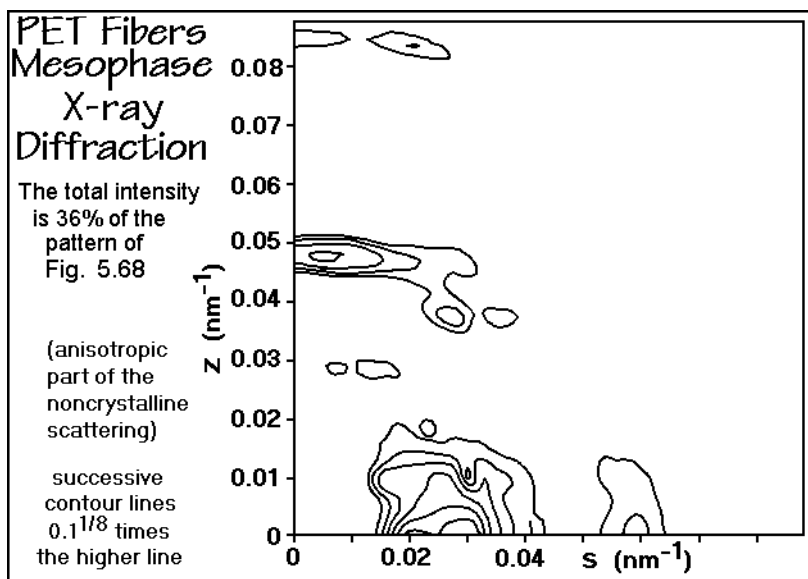 PET Fibers
Mesophase
X-ray
Diffraction
The total intensity
is 36% of the
pattern of
Fig. 5.68
(anisotropic
part of the
noncrystalline
scattering)
successive
contour lines
0.1^1/8 times
the higher line
z (nm⁻¹)
0.08
0.07
0.06
0.05
0.04
0.03
0.02
0.01
0
0
0.02
0.04
s (nm⁻¹)